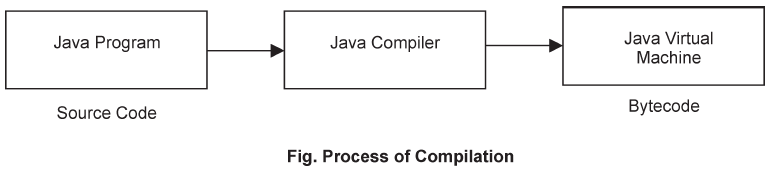 Java Program
Java Compiler
Java Virtual
Machine
Source Code
Bytecode
Fig. Process of Compilation